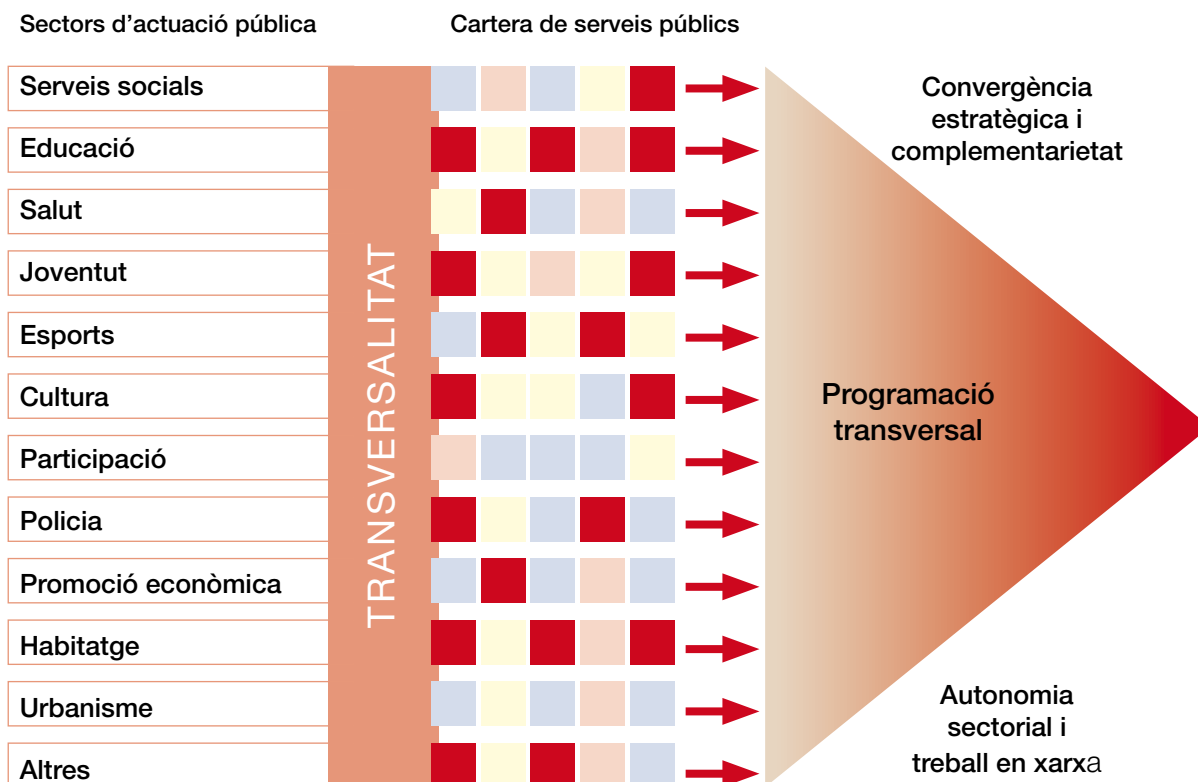 Sectors d’actuació pública
Cartera de serveis públics
Serveis socials
Educació
Salut
Joventut
Esports
Cultura
Participació
Policia
Promoció econòmica
Habitatge
Urbanisme
Altres
TRANSVERSALITAT
Convergència
estratègica i
complementarietat
Programació
transversal
Autonomia
sectorial i
treball en xarxa